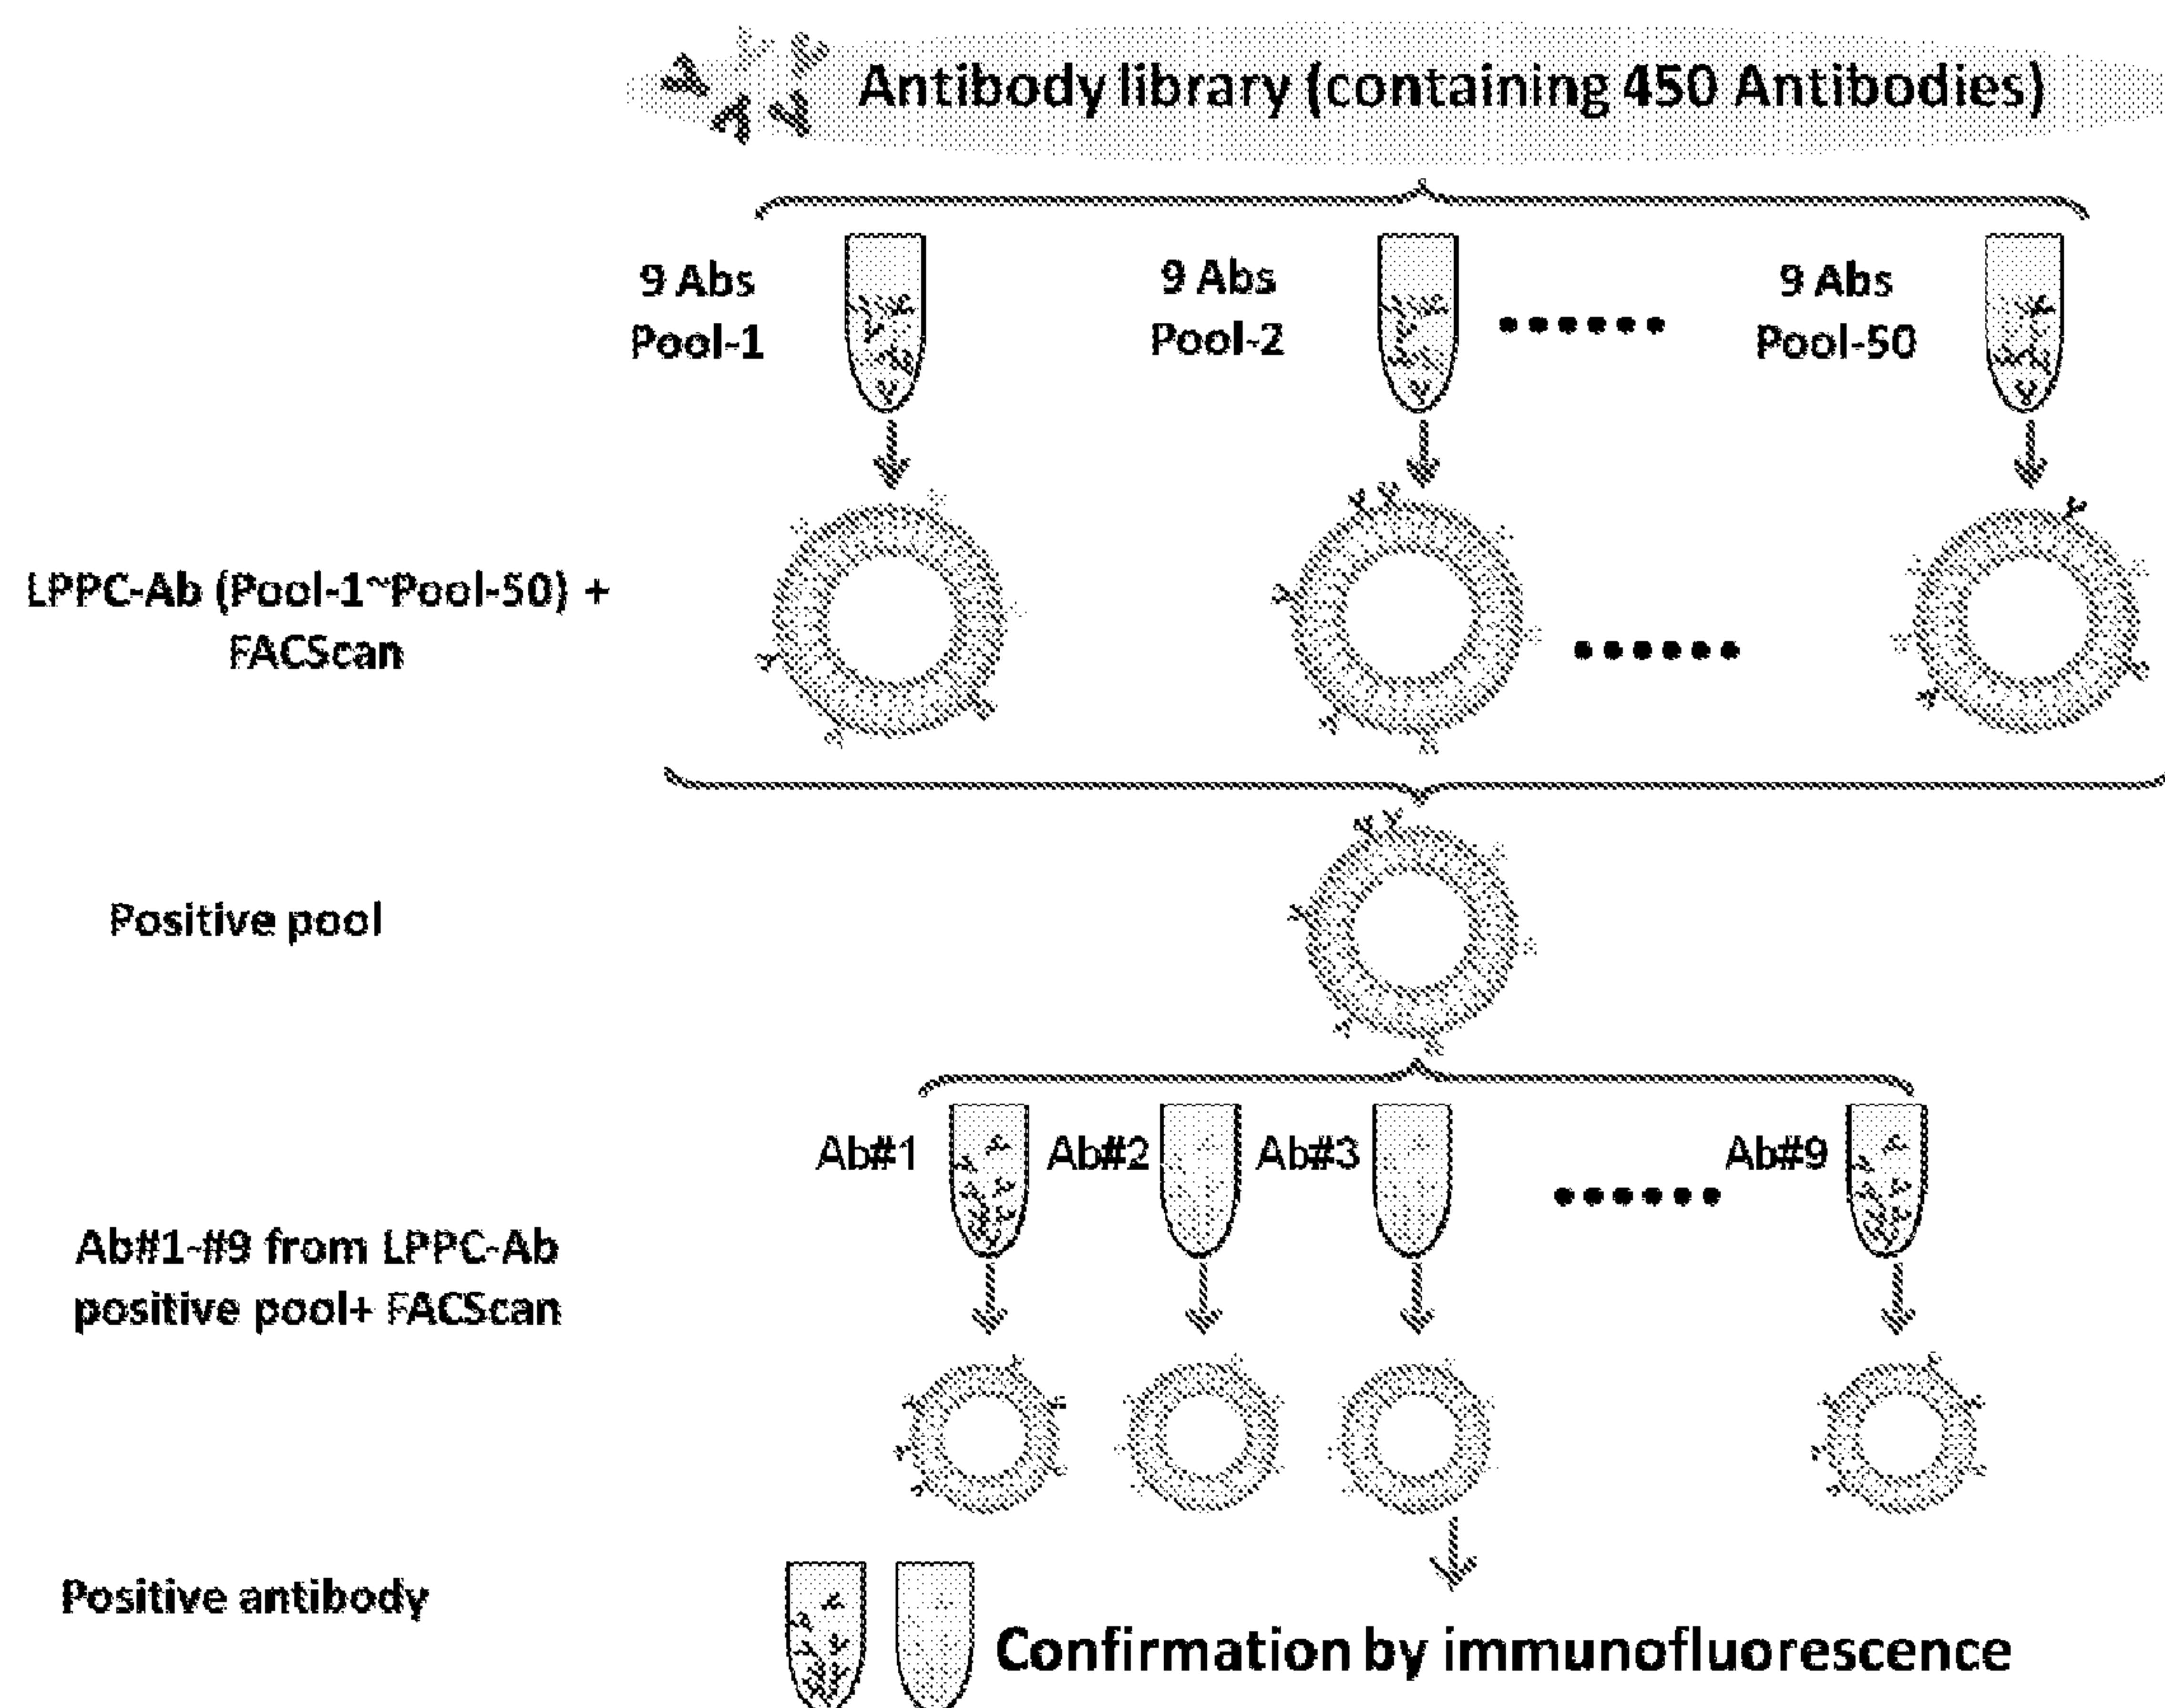 Antibody library (containing 450 Antibodies)
9 Abs
Pool-1
9 Abs
Pool-2
9 Abs
Pool-50
LPPC-Ab (Pool-1~Pool-50) +
FACScan
Positive pool
Ab#1
Ab#2
Ab#3
Ab#9
Ab#1-#9 from LPPC-Ab
positive pool+ FACScan
Positive antibody
Confirmation by immunofluorescence